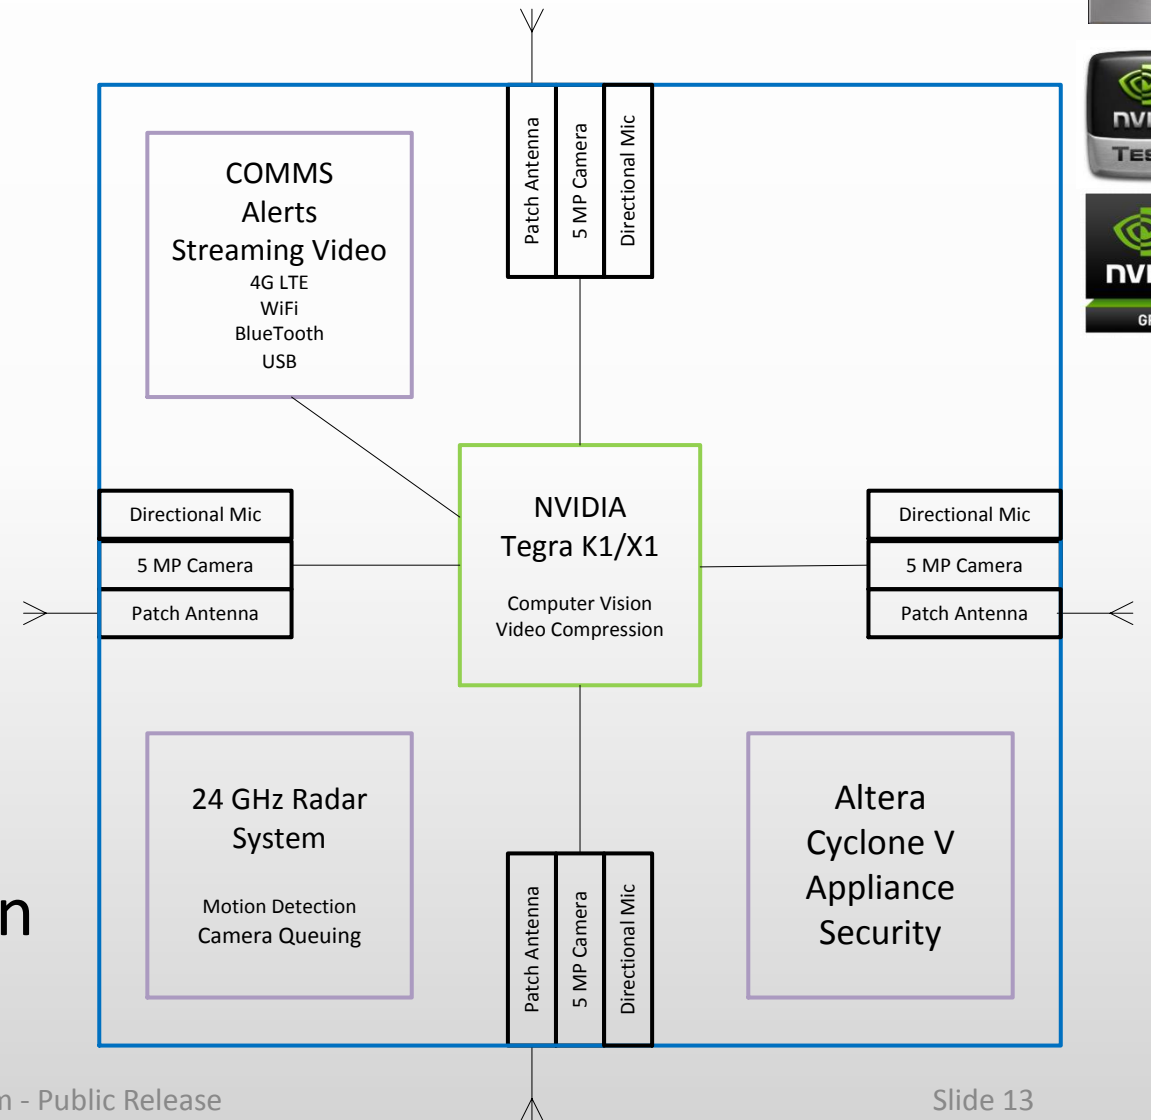 COMMS
Alerts
Streaming Video
4G LTE
WiFi
BlueTooth
USB
Patch Antenna
5 MP Camera
Directional Mic
Directional Mic
5 MP Camera
Patch Antenna
NVIDIA
Tegra K1/X1
Computer Vision
Video Compression
Directional Mic
5 MP Camera
Patch Antenna
24 GHz Radar
System
Motion Detection
Camera Queuing
Patch Antenna
5 MP Camera
Directional Mic
Altera
Cyclone V
Appliance
Security
- Public Release
Slide 13